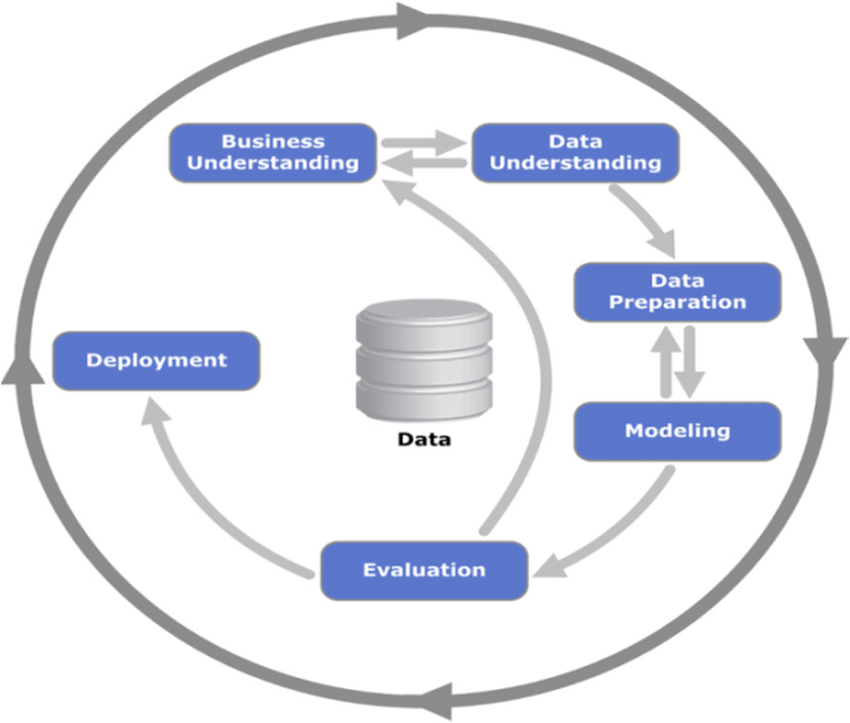 Business
Understanding
Data
Understanding
Data
Preparation
Deployment
Modeling
Data
Evaluation